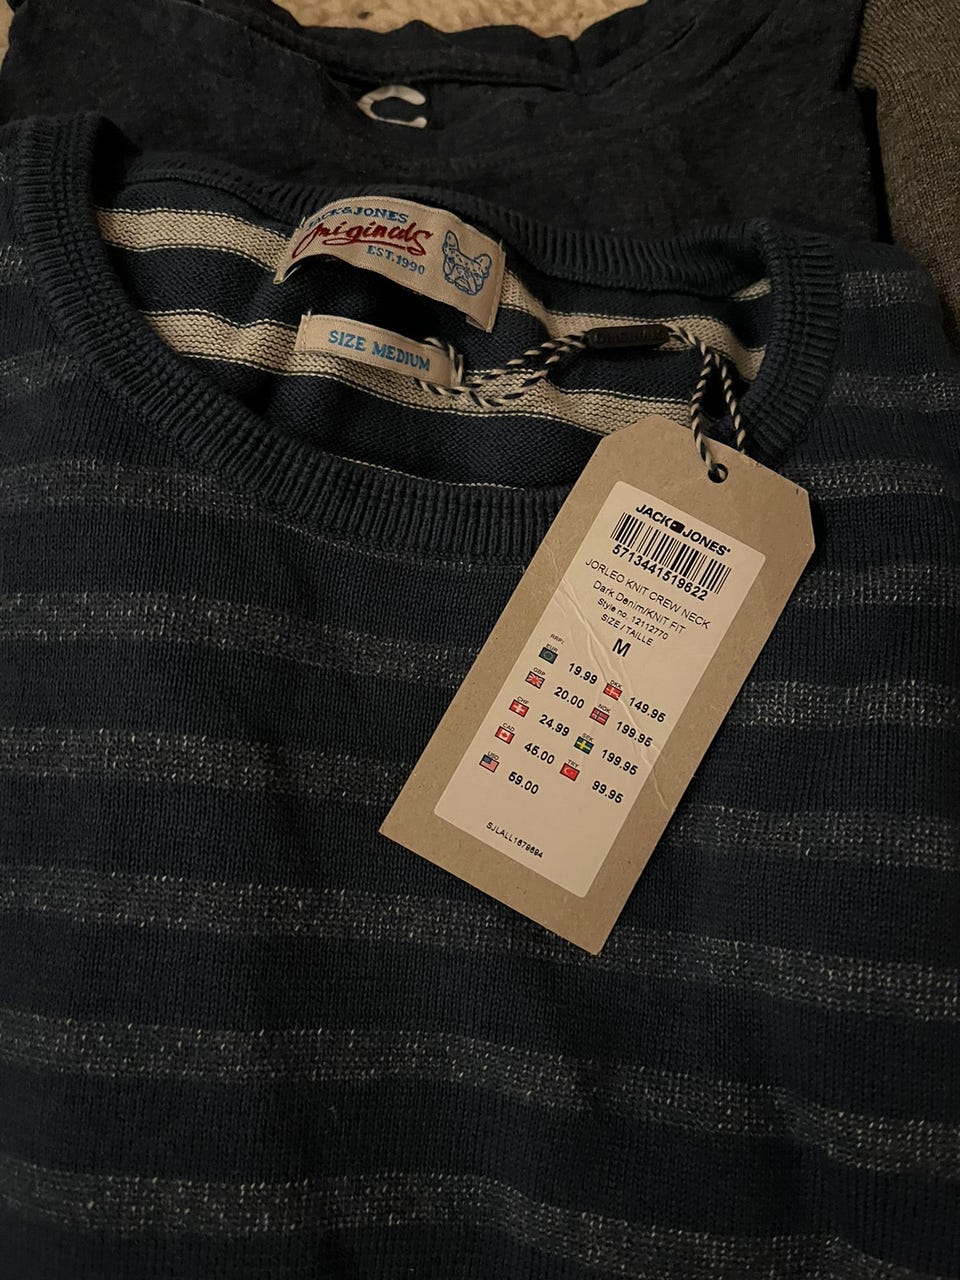 JACK&JONES
Originals
EST.1990
SIZE MEDIUM
JACK JONES®
5713441519622
JORLEO KNIT CREW NECK
Dark Denim/KNIT FIT
Style no. 12112770
SIZE / TAILLE
M
RRP/
EUR 19.99 DKK 149.95
GBP 20.00 NOK 199.95
CHF 24.99 SEK 199.95
CAD 45.00 TRY 99.95
USD 59.00
SJLALL1679894